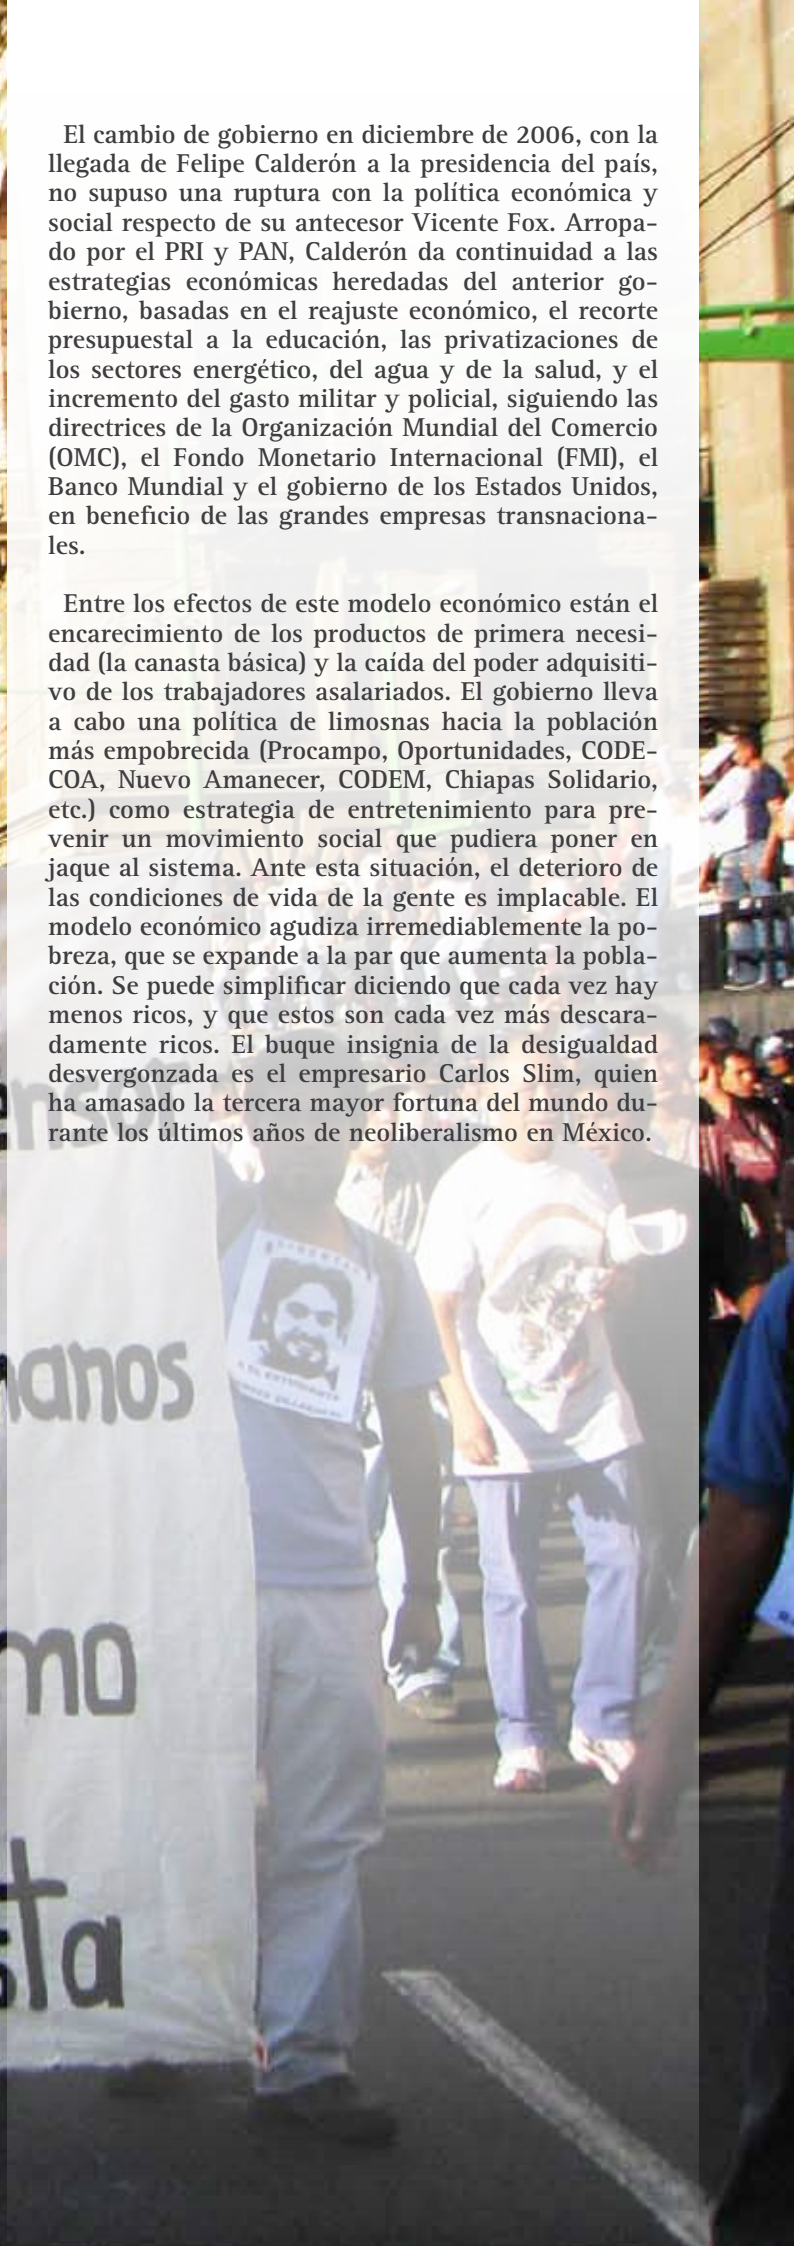 El cambio de gobierno en diciembre de 2006, con la
llegada de Felipe Calderón a la presidencia del país,
no supuso una ruptura con la política económica y
social respecto de su antecesor Vicente Fox. Arropa-
do por el PRI y PAN, Calderón da continuidad a las
estrategias económicas heredadas del anterior go-
bierno, basadas en el reajuste económico, el recorte
presupuestal a la educación, las privatizaciones de
los sectores energético, del agua y de la salud, y el
incremento del gasto militar y policial, siguiendo las
directrices de la Organización Mundial del Comercio
(OMC), el Fondo Monetario Internacional (FMI), el
Banco Mundial y el gobierno de los Estados Unidos,
en beneficio de las grandes empresas transnaciona-
les.
Entre los efectos de este modelo económico están el
encarecimiento de los productos de primera necesi-
dad (la canasta básica) y la caída del poder adquisiti-
vo de los trabajadores asalariados. El gobierno lleva
a cabo una política de limosnas hacia la población
más empobrecida (Procampo, Oportunidades, CODE-
COA, Nuevo Amanecer, CODEM, Chiapas Solidario,
etc.) como estrategia de entretenimiento para pre-
venir un movimiento social que pudiera poner en
jaque al sistema. Ante esta situación, el deterioro de
las condiciones de vida de la gente es implacable. El
modelo económico agudiza irremediablemente la po-
breza, que se expande a la par que aumenta la pobla-
ción. Se puede simplificar diciendo que cada vez hay
menos ricos, y que estos son cada vez más descara-
damente ricos. El buque insignia de la desigualdad
desvergonzada es el empresario Carlos Slim, quien
ha amasado la tercera mayor fortuna del mundo du-
rante los últimos años de neoliberalismo en México.
anos
mo
sta